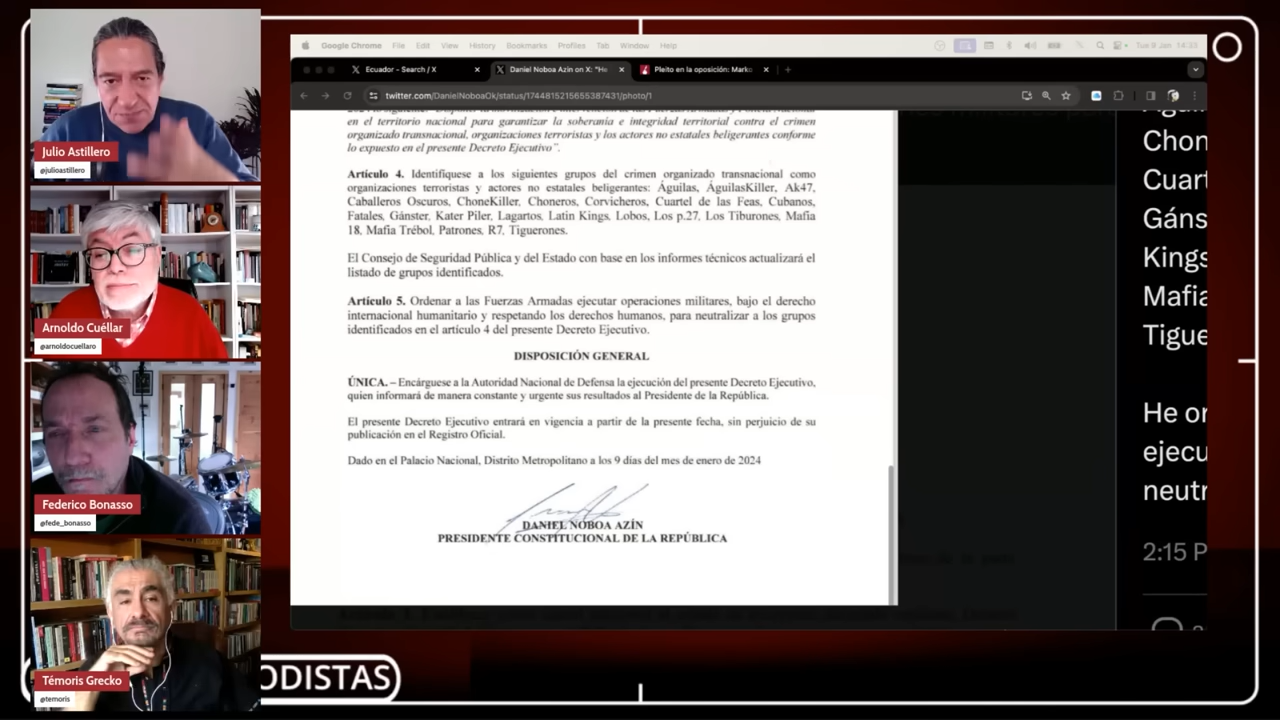 Julio Astillero
@julioastillero
Arnoldo Cuéllar
@arnoldocuellaro
Federico Bonasso
@fede_bonasso
Témoris Grecko
@temoris
ODISTAS
Google Chrome File Edit View History Bookmarks Profiles Tab Window Help
Tue 9 Jan 14:33
Ecuador - Search / X
Daniel Noboa Azin on X: "He
Pleito en la oposición: Marko
twitter.com/DanielNoboaOk/status/1744815215655387431/photo/1
en el territorio nacional para garantizar la soberanía e integridad territorial contra el crimen
organizado transnacional, organizaciones terroristas y los actores no estatales beligerantes conforme
lo expuesto en el presente Decreto Ejecutivo”.
Artículo 4. Identifíquese a los siguientes grupos del crimen organizado transnacional como
organizaciones terroristas y actores no estatales beligerantes: Águilas, ÁguilasKiller, Ak47,
Caballeros Oscuros, ChoneKiller, Choneros, Corvicheros, Cuartel de las Feas, Cubanos,
Fatales, Gánster, Kater Piler, Lagartos, Latin Kings, Lobos, Los p.27, Los Tiburones, Mafia
18, Mafia Trébol, Patrones, R7, Tiguerones.
El Consejo de Seguridad Pública y del Estado con base en los informes técnicos actualizará el
listado de grupos identificados.
Artículo 5. Ordenar a las Fuerzas Armadas ejecutar operaciones militares, bajo el derecho
internacional humanitario y respetando los derechos humanos, para neutralizar a los grupos
identificados en el artículo 4 del presente Decreto Ejecutivo.
DISPOSICIÓN GENERAL
ÚNICA. – Encárguese a la Autoridad Nacional de Defensa la ejecución del presente Decreto Ejecutivo,
quien informará de manera constante y urgente sus resultados al Presidente de la República.
El presente Decreto Ejecutivo entrará en vigencia a partir de la presente fecha, sin perjuicio de su
publicación en el Registro Oficial.
Dado en el Palacio Nacional, Distrito Metropolitano a los 9 días del mes de enero de 2024
DANIEL NOBOA AZÍN
PRESIDENTE CONSTITUCIONAL DE LA REPÚBLICA
Chon
Cuart
Gáns
Kings
Mafia
Tigue
He or
ejecu
neutr
2:15 P